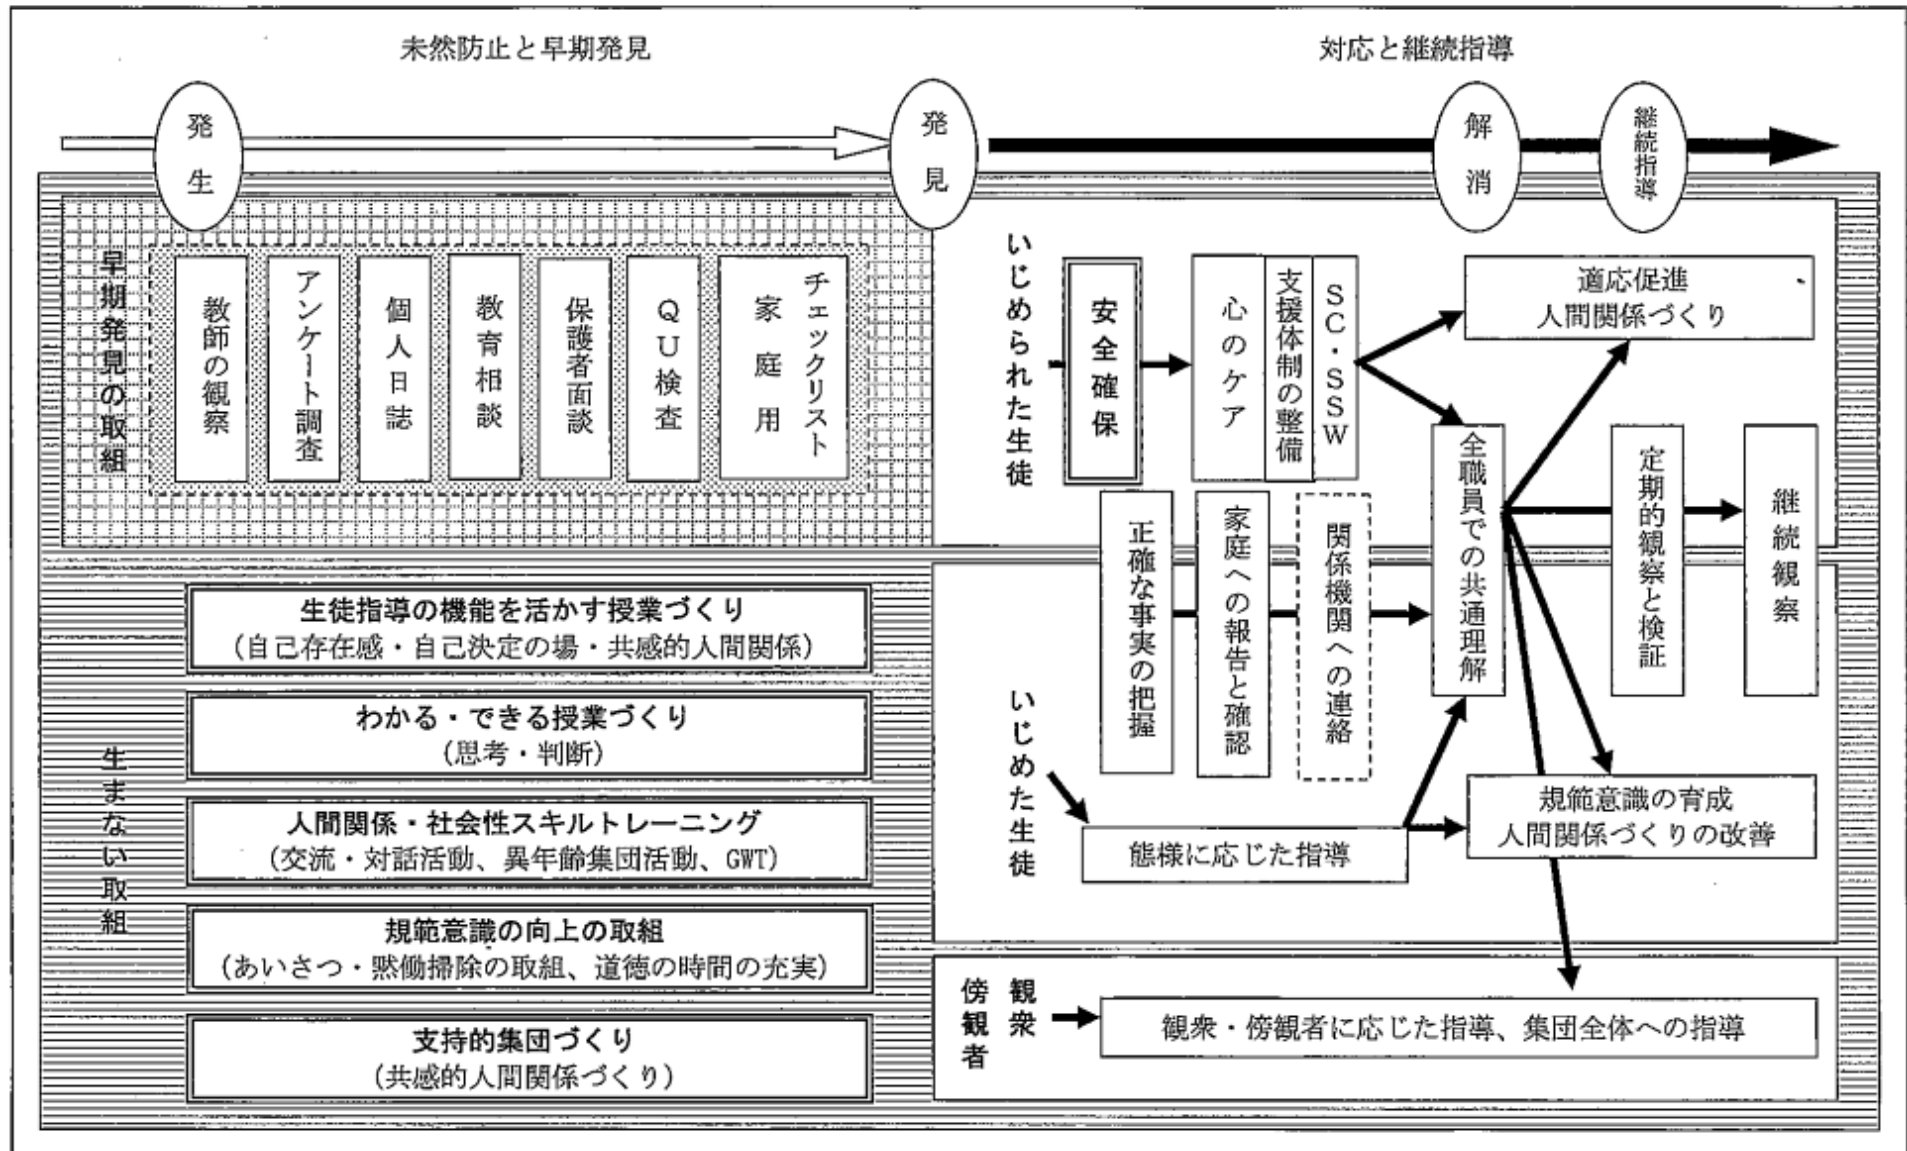 未然防止と早期発見
対応と継続指導
発生
発見
解消
継続指導
早期発見の取組
教師の観察
アンケート調査
個人日誌
教育相談
保護者面談
QU検査
チェックリスト
家庭用
生まない取組
生徒指導の機能を活かす授業づくり
(自己存在感・自己決定の場・共感的人間関係)
わかる・できる授業づくり
(思考・判断)
人間関係・社会性スキルトレーニング
(交流・対話活動、異年齢集団活動、GWT)
規範意識の向上の取組
(あいさつ・黙働掃除の取組、道徳の時間の充実)
支持的集団づくり
(共感的人間関係づくり)
いじめられた生徒
安全確保
心のケア
支援体制の整備
SC・SSW
適応促進
人間関係づくり
正確な事実の把握
家庭への報告と確認
関係機関への連絡
全職員での共通理解
定期的観察と検証
継続観察
いじめた生徒
態様に応じた指導
規範意識の育成
人間関係づくりの改善
観衆
傍観者
観衆・傍観者に応じた指導、集団全体への指導